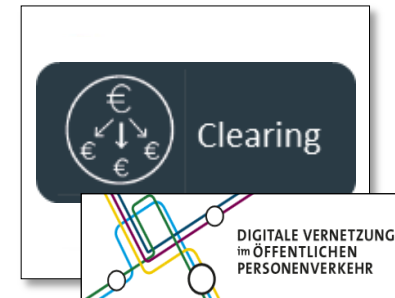 €
€ € €
Clearing
DIGITALE VERNETZUNG
im ÖFFENTLICHEN
PERSONENVERKEHR